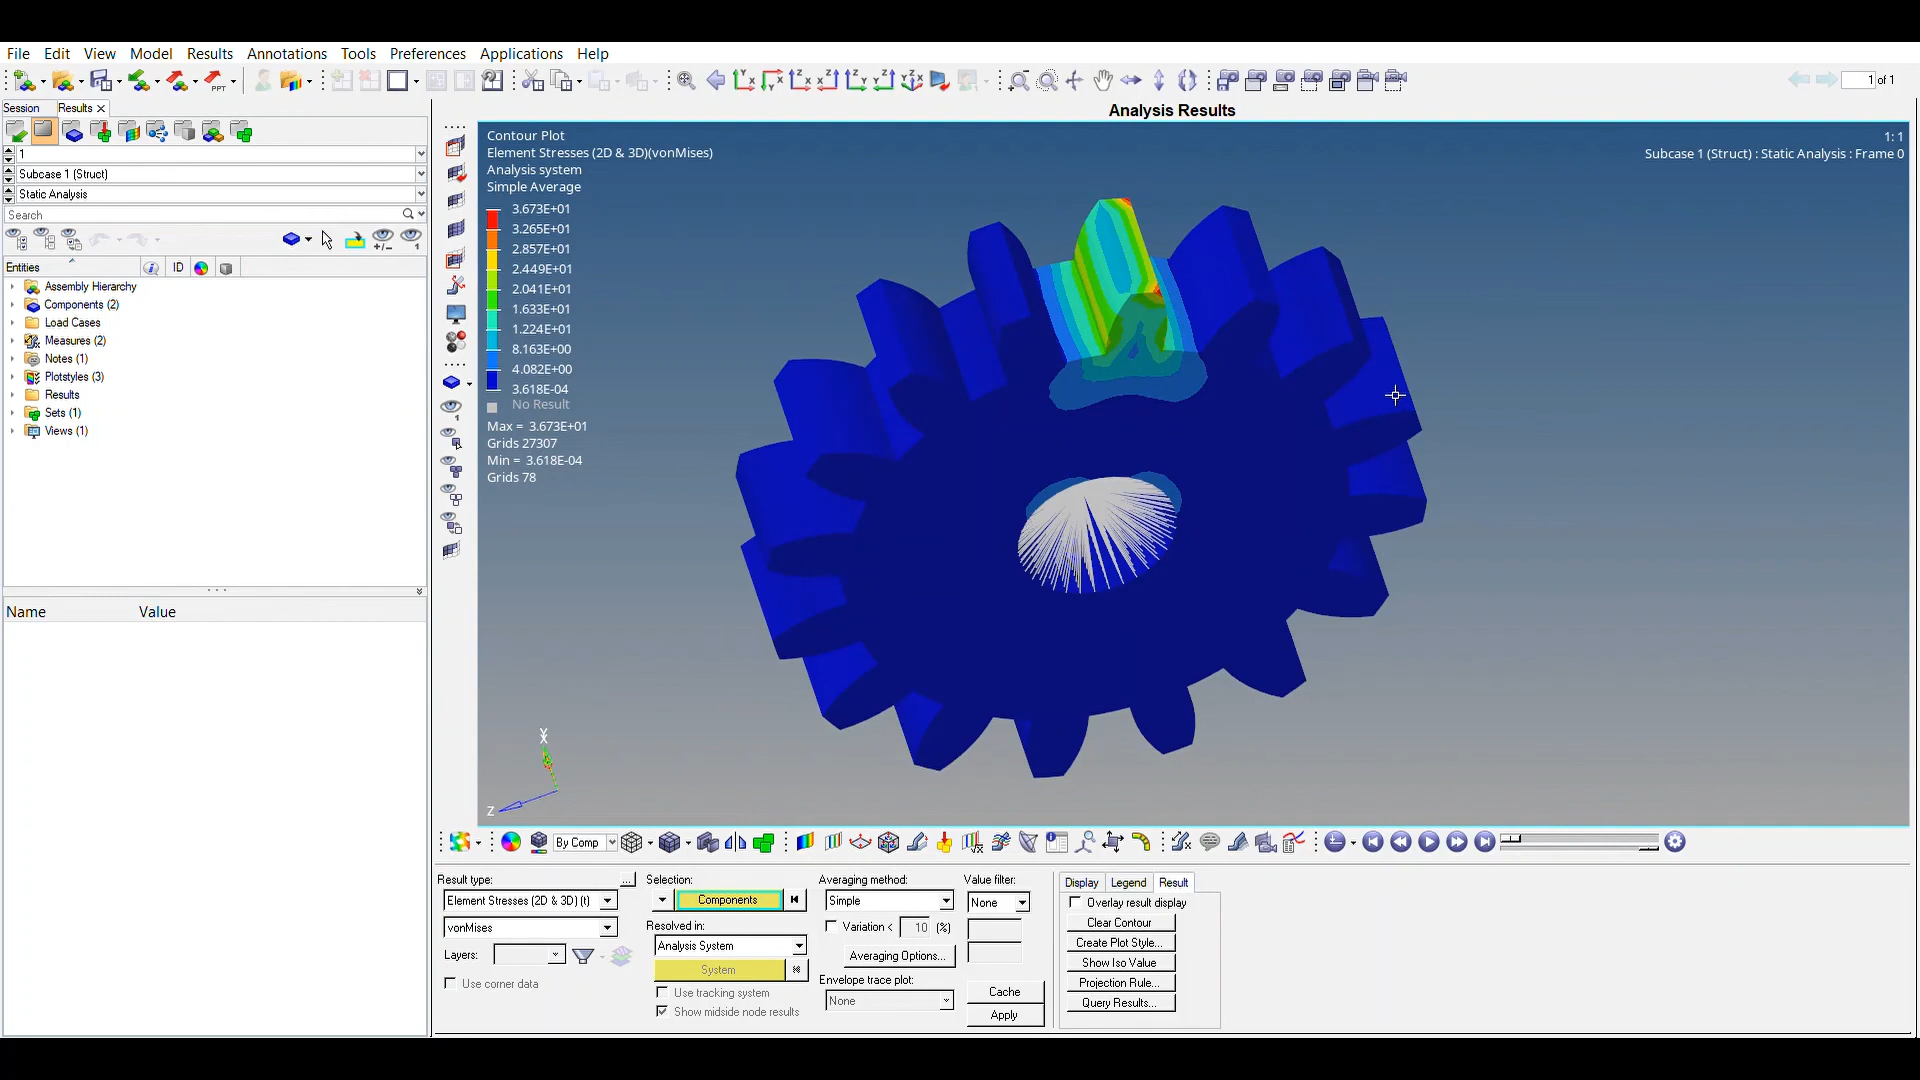 File Edit View Model Results Annotations Tools Preferences Applications Help
PPT
1 of 1
Session Results
Analysis Results
1
Subcase 1 (Struct)
Static Analysis
Search
Entities ID
Assembly Hierarchy
Components (2)
Load Cases
Measures (2)
Notes (1)
Plotstyles (3)
Results
Sets (1)
Views (1)
Name Value
Contour Plot
Element Stresses (2D & 3D)(vonMises)
Analysis system
Simple Average
3.673E+01
3.265E+01
2.857E+01
2.449E+01
2.041E+01
1.633E+01
1.224E+01
8.163E+00
4.082E+00
3.618E-04
No Result
Max = 3.673E+01
Grids 27307
Min = 3.618E-04
Grids 78
1: 1
Subcase 1 (Struct) : Static Analysis : Frame 0
Z
By Comp
Result type:
...
Element Stresses (2D & 3D) (t)
vonMises
Layers:
Use corner data
Selection:
Components
Resolved in:
Analysis System
System
Use tracking system
Show midside node results
Averaging method:
Simple
Variation < 10 (%)
Averaging Options...
Envelope trace plot:
None
Value filter:
None
Cache
Apply
Display Legend Result
Overlay result display
Clear Contour
Create Plot Style...
Show Iso Value
Projection Rule...
Query Results...